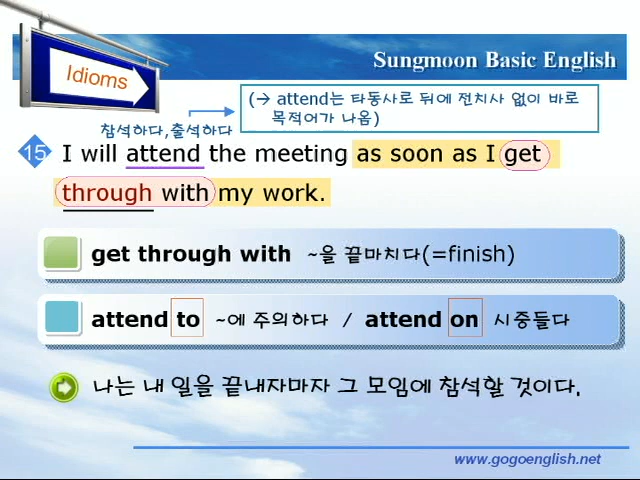 Idioms
Sungmoon Basic English
(→ attend는 타동사로 뒤에 전치사 없이 바로
목적어가 나옴)
참석하다,출석하다
15 I will attend the meeting as soon as I get
through with my work.
get through with ~을 끝마치다(=finish)
attend to ~에 주의하다 / attend on 시중들다
나는 내 일을 끝내자마자 그 모임에 참석할 것이다.
www.gogoenglish.net